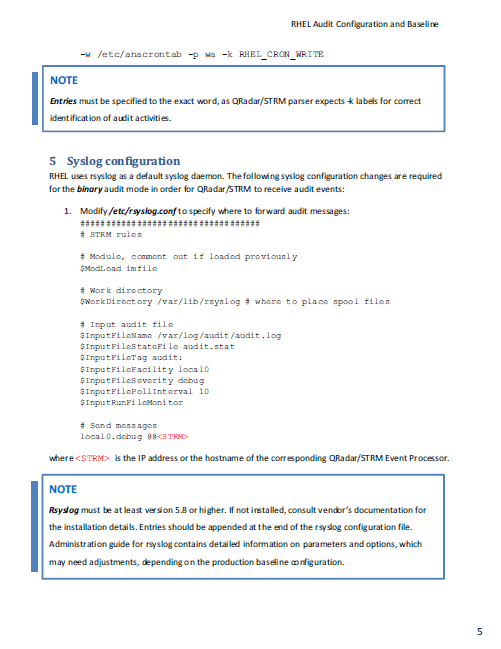 RHEL Audit Configuration and Baseline
-w /etc/anacrontab -p wa -k RHEL_CRON_WRITE
NOTE
Entries must be specified to the exact word, as QRadar/STRM parser expects -k labels for correct
identification of audit activities.
5 Syslog configuration
RHEL uses rsyslog as a default syslog daemon. The following syslog configuration changes are required
for the binary audit mode in order for QRadar/STRM to receive audit events:
1. Modify /etc/rsyslog.conf to specify where to forward audit messages:
###################################
# STRM rules
# Module, comment out if loaded previously
$ModLoad imfile
# Work directory
$WorkDirectory /var/lib/rsyslog # where to place spool files
# Input audit file
$InputFileName /var/log/audit/audit.log
$InputFileStateFile audit.stat
$InputFileTag audit:
$InputFileFacility local0
$InputFileSeverity debug
$InputFilePollInterval 10
$InputRunFileMonitor
# Send messages
local0.debug @@<STRM>
where <STRM> is the IP address or the hostname of the corresponding QRadar/STRM Event Processor.
NOTE
Rsyslog must be at least version 5.8 or higher. If not installed, consult vendor's documentation for
the installation details. Entries should be appended at the end of the rsyslog configuration file.
Administration guide for rsyslog contains detailed information on parameters and options, which
may need adjustments, depending on the production baseline configuration.
5